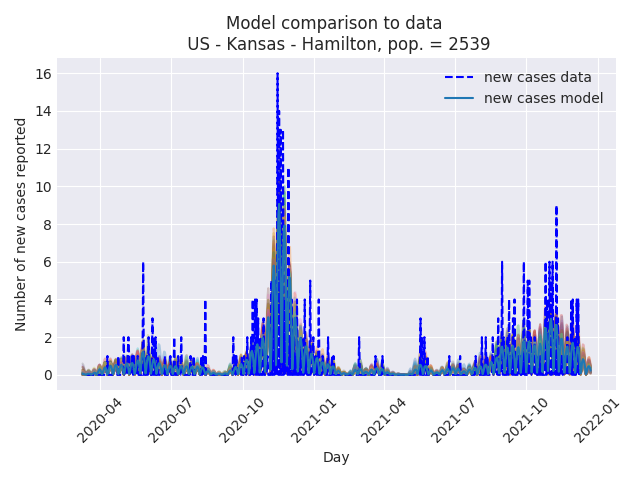 Model comparison to data
US - Kansas - Hamilton, pop. = 2539
new cases data
new cases model
Number of new cases reported
16
14
12
10
8
6
4
2
0
2020-04
2020-07
2020-10
2021-01
2021-04
2021-07
2021-10
2022-01
Day